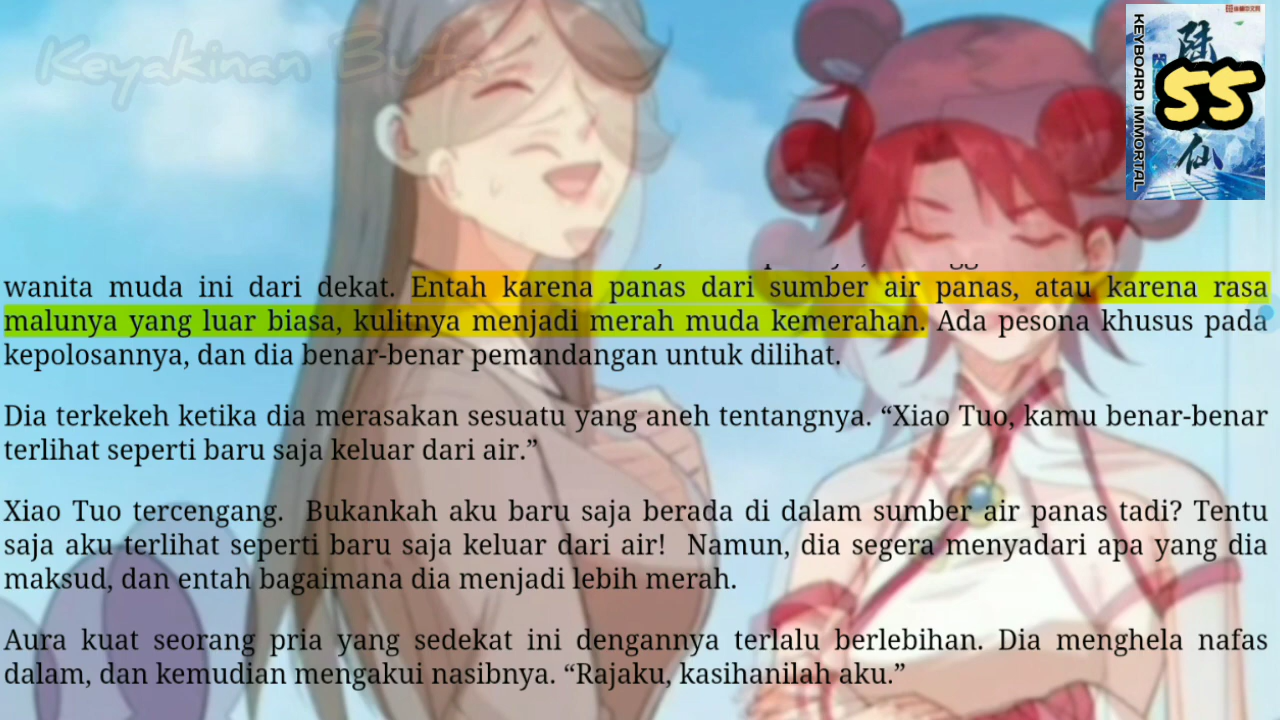 Keyakinan Buta
KEYBOARD IMMORTAL
陆
仙
55
wanita muda ini dari dekat. Entah karena panas dari sumber air panas, atau karena rasa
malunya yang luar biasa, kulitnya menjadi merah muda kemerahan. Ada pesona khusus pada
kepolosannya, dan dia benar-benar pemandangan untuk dilihat.
Dia terkekeh ketika dia merasakan sesuatu yang aneh tentangnya. “Xiao Tuo, kamu benar-benar
terlihat seperti baru saja keluar dari air.”
Xiao Tuo tercengang. Bukankah aku baru saja berada di dalam sumber air panas tadi? Tentu
saja aku terlihat seperti baru saja keluar dari air! Namun, dia segera menyadari apa yang dia
maksud, dan entah bagaimana dia menjadi lebih merah.
Aura kuat seorang pria yang sedekat ini dengannya terlalu berlebihan. Dia menghela nafas
dalam, dan kemudian mengakui nasibnya. “Rajaku, kasihanilah aku.”